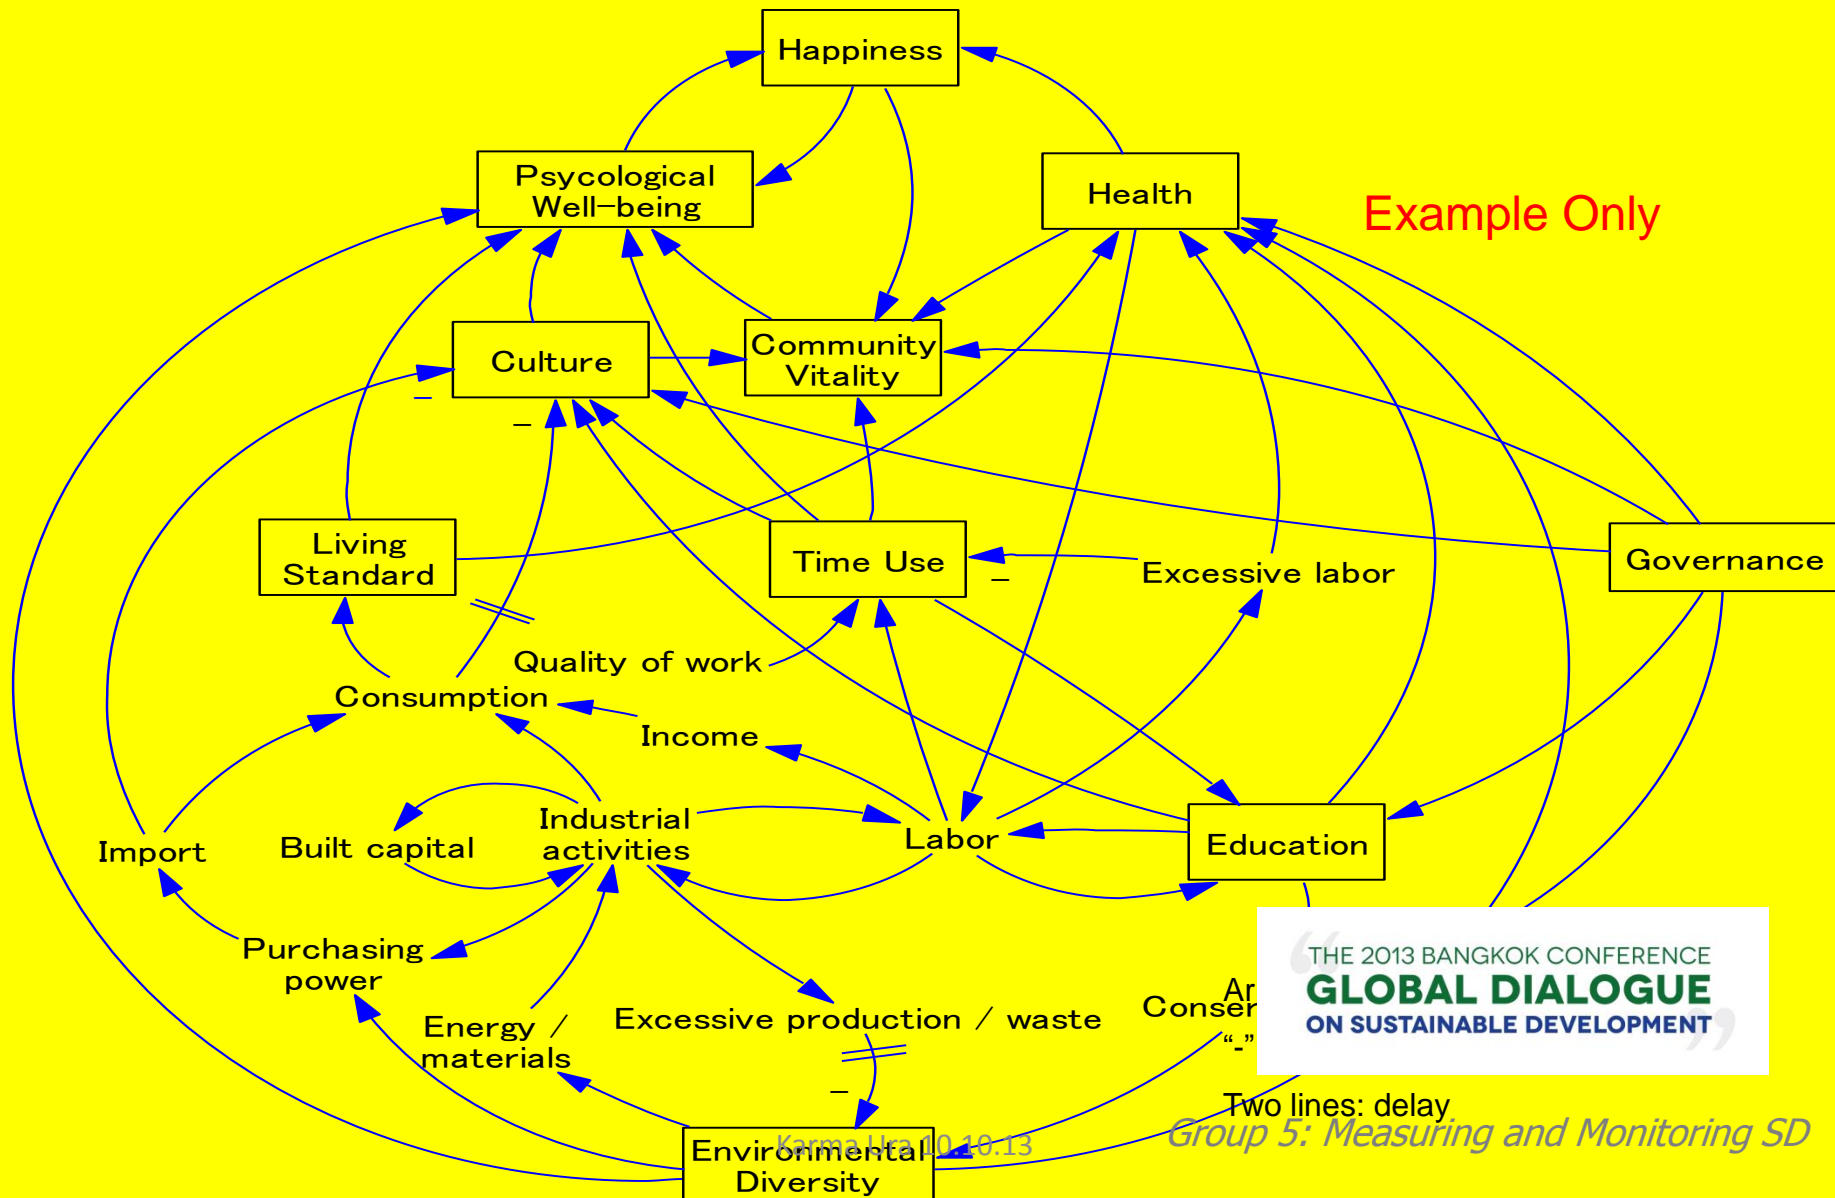 Happiness
Psycological
Well-being
Health
Example Only
Culture
Community
Vitality
–
–
Living
Standard
Time Use
–
Excessive labor
Governance
Quality of work
Consumption
Income
Import
Built capital
Industrial
activities
Labor
Education
Purchasing
power
Energy /
materials
Excessive production / waste
–
THE 2013 BANGKOK CONFERENCE
GLOBAL DIALOGUE
ON SUSTAINABLE DEVELOPMENT
“-”
Two lines: delay
Environmental
Diversity
Karma Ura 10.10.13
Group 5: Measuring and Monitoring SD